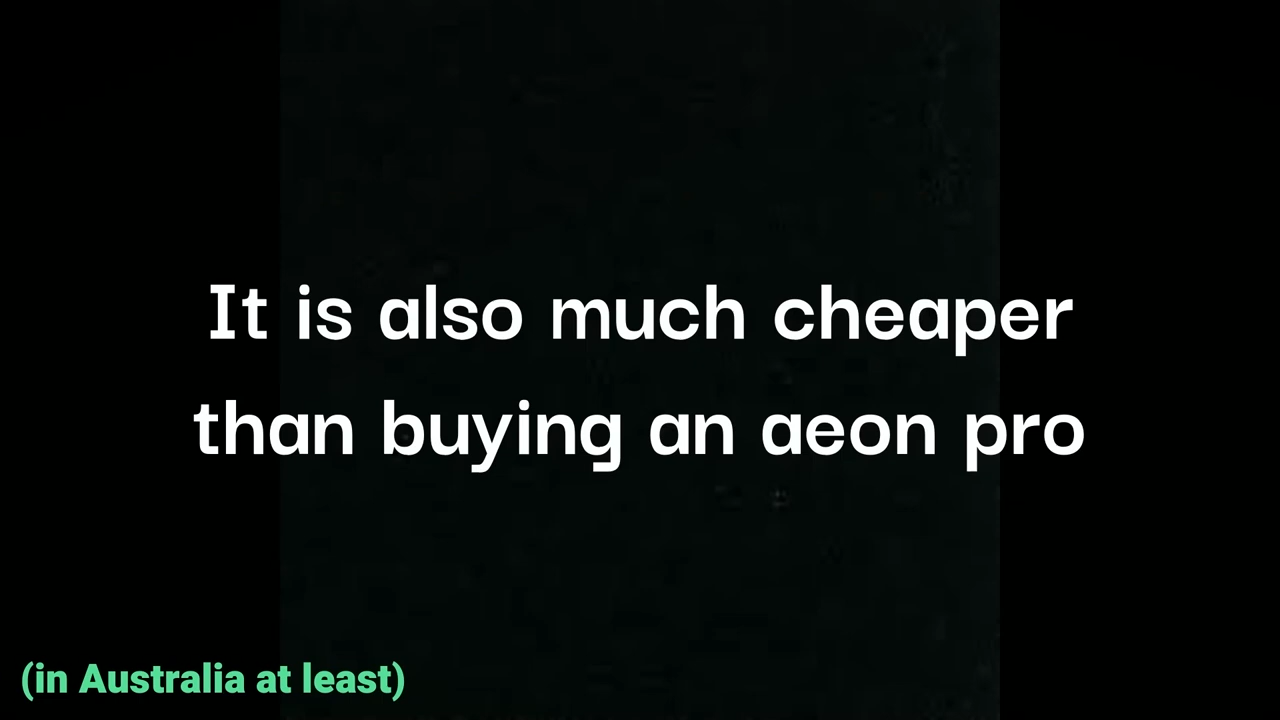 It is also much cheaper
than buying an aeon pro
(in Australia at least)